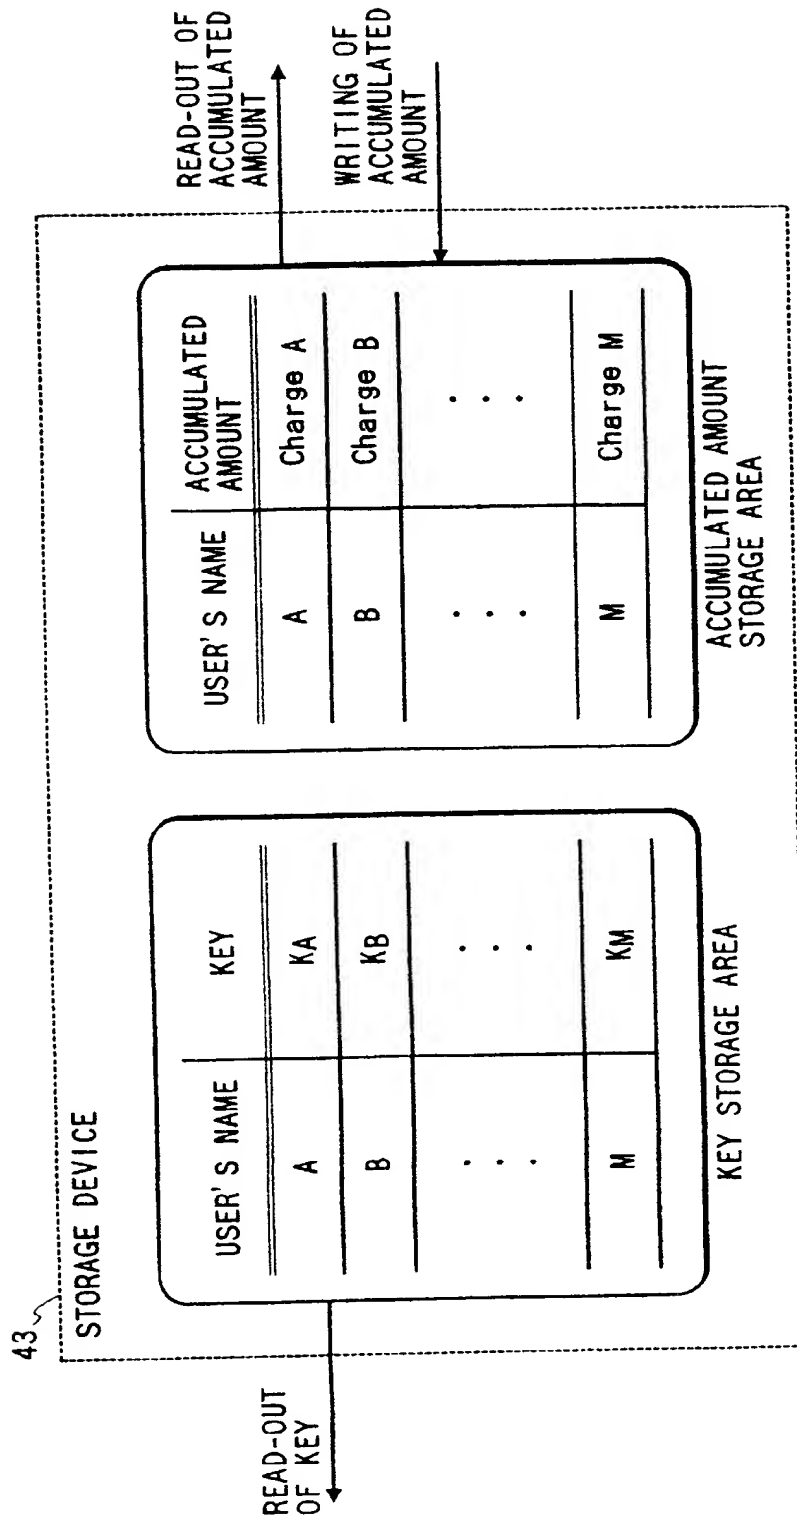 43
STORAGE DEVICE
READ-OUT
OF KEY
USER'S NAME KEY
A KA
B KB
. . . . . .
M KM
KEY STORAGE AREA
USER'S NAME ACCUMULATED
AMOUNT
A Charge A
B Charge B
. . . . . .
M Charge M
ACCUMULATED AMOUNT
STORAGE AREA
READ-OUT OF
ACCUMULATED
AMOUNT
WRITING OF
ACCUMULATED
AMOUNT